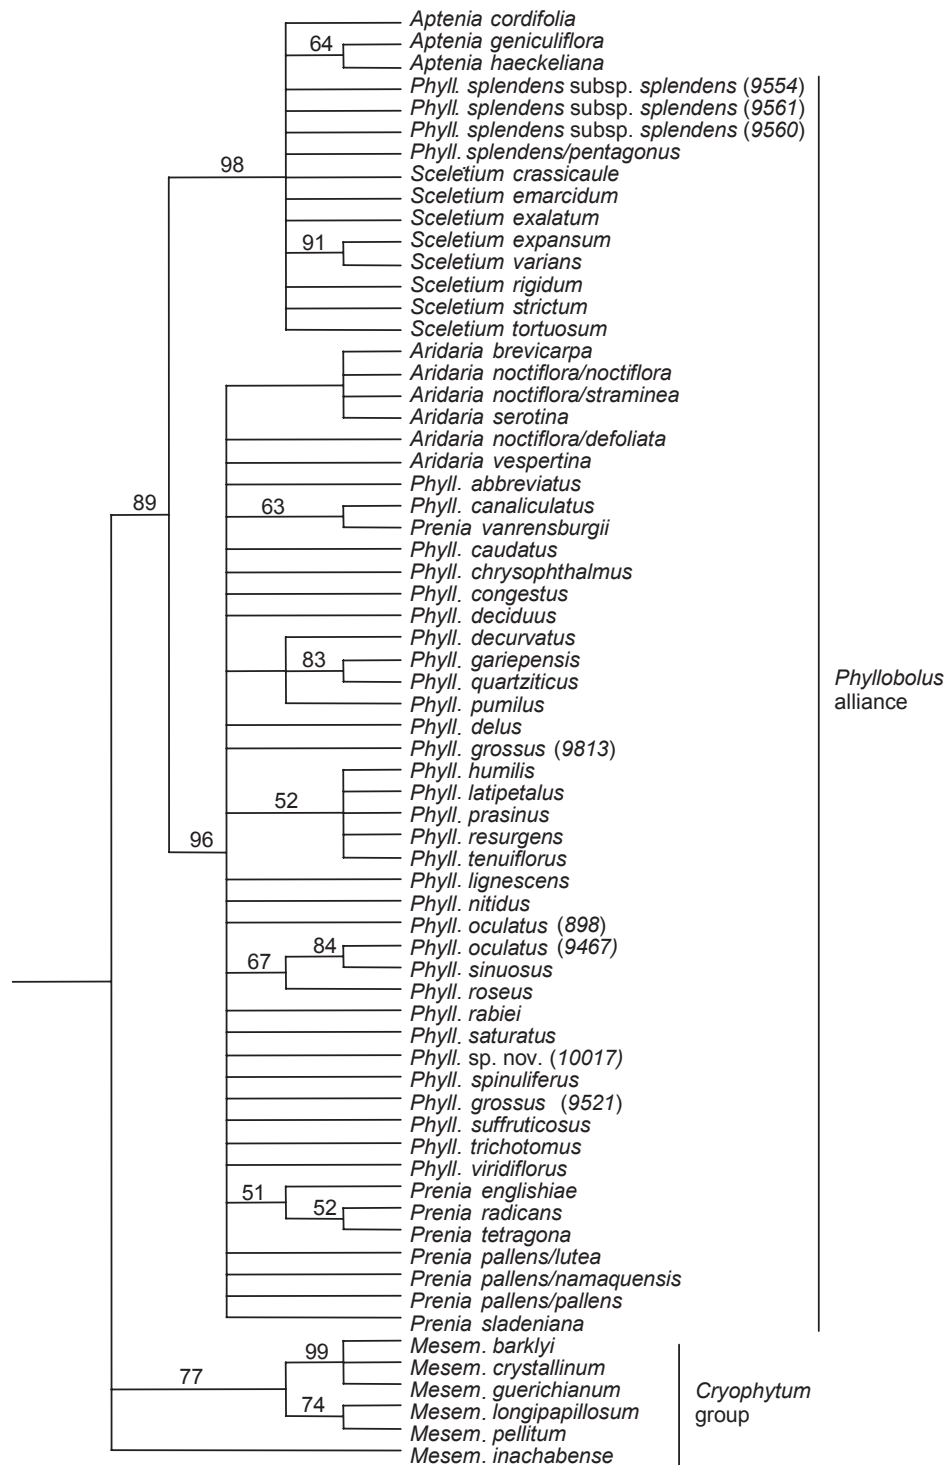 Aptenia cordifolia
64
Aptenia geniculiflora
Aptenia haeckeliana
Phyll. splendens subsp. splendens (9554)
Phyll. splendens subsp. splendens (9561)
Phyll. splendens subsp. splendens (9560)
Phyll. splendens/pentagonus
98
Sceletium crassicaule
Sceletium emarcidum
Sceletium exalatum
91
Sceletium expansum
Sceletium varians
Sceletium rigidum
Sceletium strictum
Sceletium tortuosum
Aridaria brevicarpa
Aridaria noctiflora/noctiflora
Aridaria noctiflora/straminea
Aridaria serotina
Aridaria noctiflora/defoliata
Aridaria vespertina
Phyll. abbreviatus
89
63
Phyll. canaliculatus
Prenia vanrensburgii
Phyll. caudatus
Phyll. chrysophthalmus
Phyll. congestus
Phyll. deciduus
Phyll. decurvatus
83
Phyll. gariepensis
Phyll. quartziticus
Phyll. pumilus
Phyllobolus
alliance
Phyll. delus
Phyll. grossus (9813)
Phyll. humilis
52
Phyll. latipetalus
Phyll. prasinus
Phyll. resurgens
96
Phyll. tenuiflorus
Phyll. lignescens
Phyll. nitidus
Phyll. oculatus (898)
84
Phyll. oculatus (9467)
67
Phyll. sinuosus
Phyll. roseus
Phyll. rabiei
Phyll. saturatus
Phyll. sp. nov. (10017)
Phyll. spinuliferus
Phyll. grossus (9521)
Phyll. suffruticosus
Phyll. trichotomus
Phyll. viridiflorus
51
Prenia englishiae
52
Prenia radicans
Prenia tetragona
Prenia pallens/lutea
Prenia pallens/namaquensis
Prenia pallens/pallens
Prenia sladeniana
99
Mesem. barklyi
77
Mesem. crystallinum
Mesem. guerichianum
74
Mesem. longipapillosum
Mesem. pellitum
Mesem. inachabense
Cryophytum
group